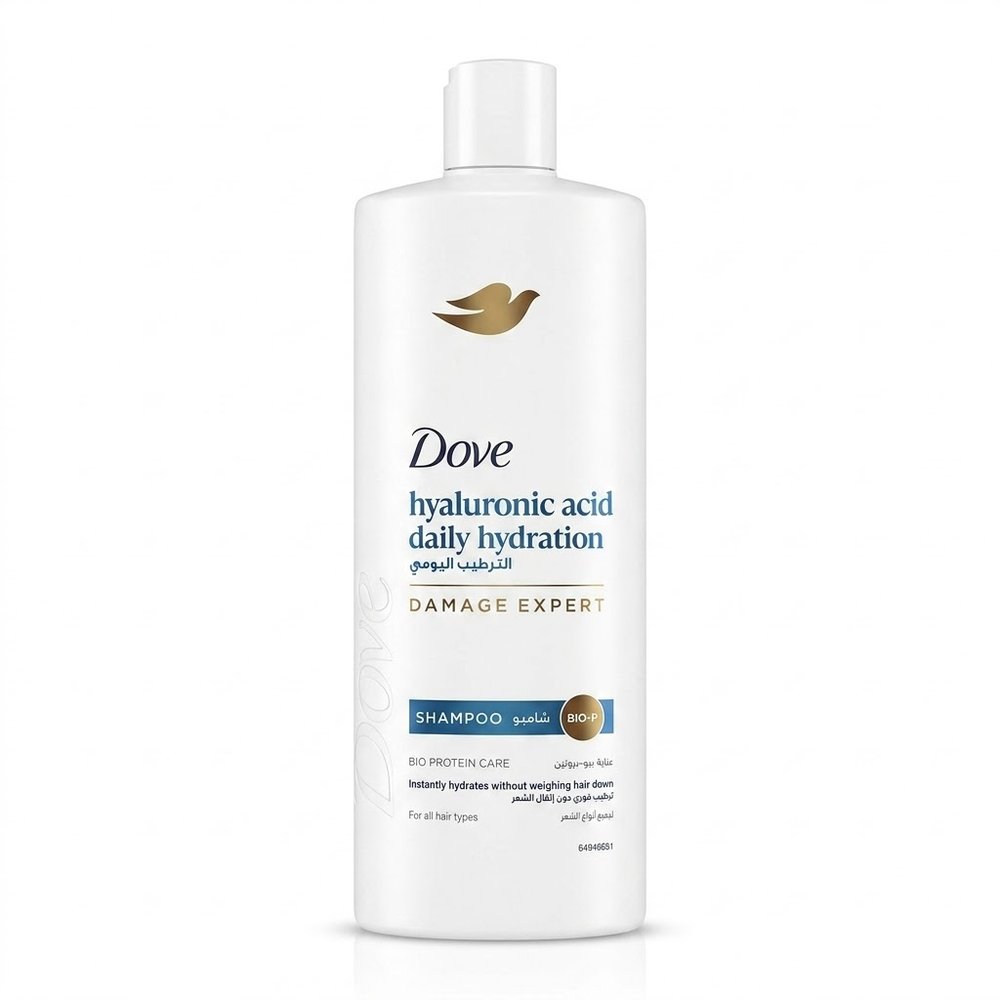 Dove
hyaluronic acid
daily hydration
الترطيب اليومي
DAMAGE EXPERT
Dove
SHAMPOO شامبو BIO-P
BIO PROTEIN CARE عناية بيو-بروتين
Instantly hydrates without weighing hair down
ترطيب فوري دون إثقال الشعر
For all hair types لجميع أنواع الشعر
64946681